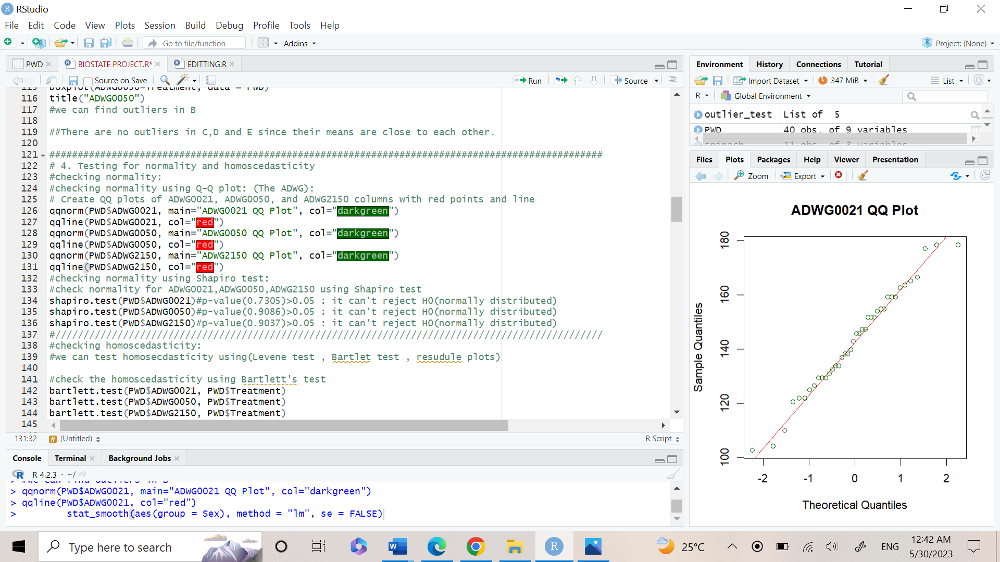 RStudio
File Edit Code View Plots Session Build Debug Profile Tools Help
Go to file/function Addins Project: (None)
PWD BIOSTATE PROJECT.R* EDITTING.R
Source on Save Run Source
115 boxplot(ADWG0050~Treatment, data = PWD)
116 title("ADWG0050")
117 #we can find outliers in B
118
119 ##There are no outliers in C,D and E since their means are close to each other.
120
121 ##################################################################################################
122 # 4. Testing for normality and homoscedasticity
123 #checking normality:
124 #checking normality using Q-Q plot: (The ADWG):
125 # Create QQ plots of ADWG0021, ADWG0050, and ADWG2150 columns with red points and line
126 qqnorm(PWD$ADWG0021, main="ADWG0021 QQ Plot", col="darkgreen")
127 qqline(PWD$ADWG0021, col="red")
128 qqnorm(PWD$ADWG0050, main="ADWG0050 QQ Plot", col="darkgreen")
129 qqline(PWD$ADWG0050, col="red")
130 qqnorm(PWD$ADWG2150, main="ADWG2150 QQ Plot", col="darkgreen")
131 qqline(PWD$ADWG2150, col="red")
132 #checking normality using Shapiro test:
133 #check normality for ADWG0021,ADWG0050,ADWG2150 using Shapiro test
134 shapiro.test(PWD$ADWG0021)#p-value(0.7305)>0.05 : it can't reject H0(normally distributed)
135 shapiro.test(PWD$ADWG0050)#p-value(0.9086)>0.05 : it can't reject H0(normally distributed)
136 shapiro.test(PWD$ADWG2150)#p-value(0.9037)>0.05 : it can't reject H0(normally distributed)
137 #/////////////////////////////////////////////////////////////////////////////////////////////////
138 #checking homoscedasticity:
139 #we can test homosecdasticity using(Levene test , Bartlet test , resudule plots)
140
141 #check the homoscedasticity using Bartlett's test
142 bartlett.test(PWD$ADWG0021, PWD$Treatment)
143 bartlett.test(PWD$ADWG0050, PWD$Treatment)
144 bartlett.test(PWD$ADWG2150, PWD$Treatment)
145
131:32 # (Untitled) R Script
Console Terminal Background Jobs
R 4.2.3 · ~/
> #we can find outliers in B
> qqnorm(PWD$ADWG0021, main="ADWG0021 QQ Plot", col="darkgreen")
> qqline(PWD$ADWG0021, col="red")
> stat_smooth(aes(group = Sex), method = "lm", se = FALSE)
Environment History Connections Tutorial
Import Dataset 347 MiB List
R Global Environment
outlier_test List of 5
PWD 40 obs. of 9 variables
spinach 11 obs. of 3 variables
Files Plots Packages Help Viewer Presentation
Zoom Export
ADWG0021 QQ Plot
Sample Quantiles
180
160
140
120
100
-2 -1 0 1 2
Theoretical Quantiles
Type here to search
25°C ENG 12:42 AM
5/30/2023